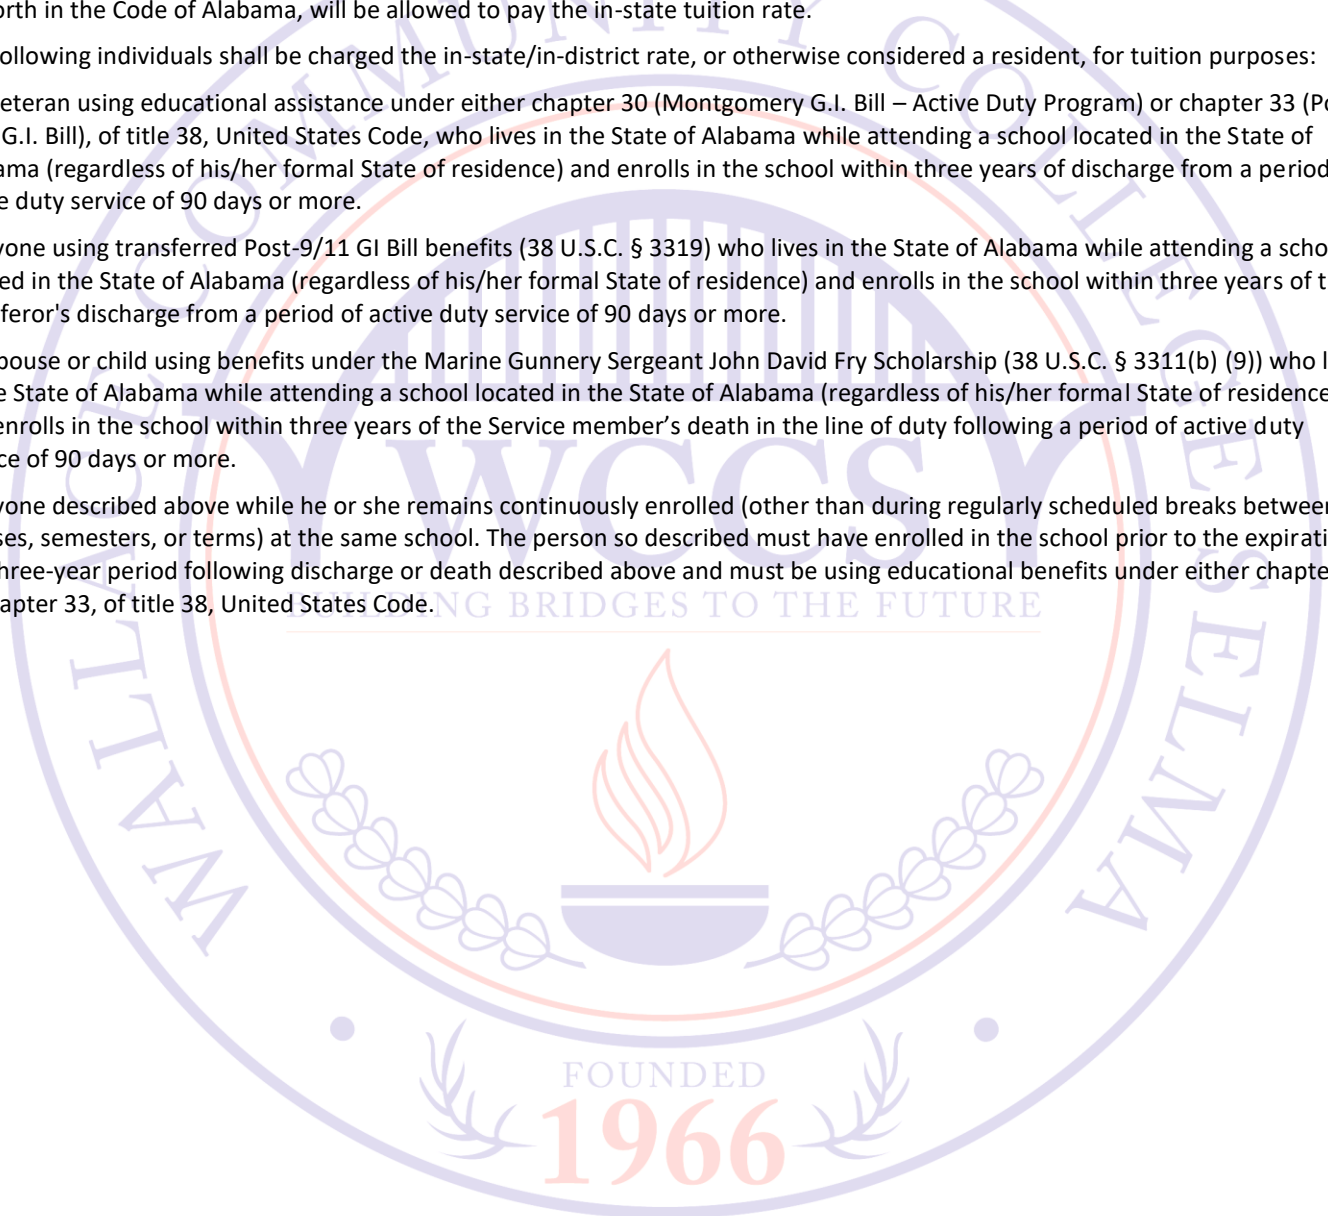 orth in the Code of Alabama, will be allowed to pay the in-state tuition rate.
ollowing individuals shall be charged the in-state/in-district rate, or otherwise considered a resident, for tuition purposes:
eteran using educational assistance under either chapter 30 (Montgomery G.I. Bill – Active Duty Program) or chapter 33 (Po
G.I. Bill), of title 38, United States Code, who lives in the State of Alabama while attending a school located in the State of
ama (regardless of his/her formal State of residence) and enrolls in the school within three years of discharge from a period
e duty service of 90 days or more.
yone using transferred Post-9/11 GI Bill benefits (38 U.S.C. § 3319) who lives in the State of Alabama while attending a scho
ed in the State of Alabama (regardless of his/her formal State of residence) and enrolls in the school within three years of t
feror's discharge from a period of active duty service of 90 days or more.
pouse or child using benefits under the Marine Gunnery Sergeant John David Fry Scholarship (38 U.S.C. § 3311(b) (9)) who l
e State of Alabama while attending a school located in the State of Alabama (regardless of his/her formal State of residence
enrolls in the school within three years of the Service member’s death in the line of duty following a period of active duty
ce of 90 days or more.
yone described above while he or she remains continuously enrolled (other than during regularly scheduled breaks between
ses, semesters, or terms) at the same school. The person so described must have enrolled in the school prior to the expirati
hree-year period following discharge or death described above and must be using educational benefits under either chapte
apter 33, of title 38, United States Code.
WALLACE COMMUNITY COLLEGE SELMA
WCCS
BUILDING BRIDGES TO THE FUTURE
FOUNDED
1966